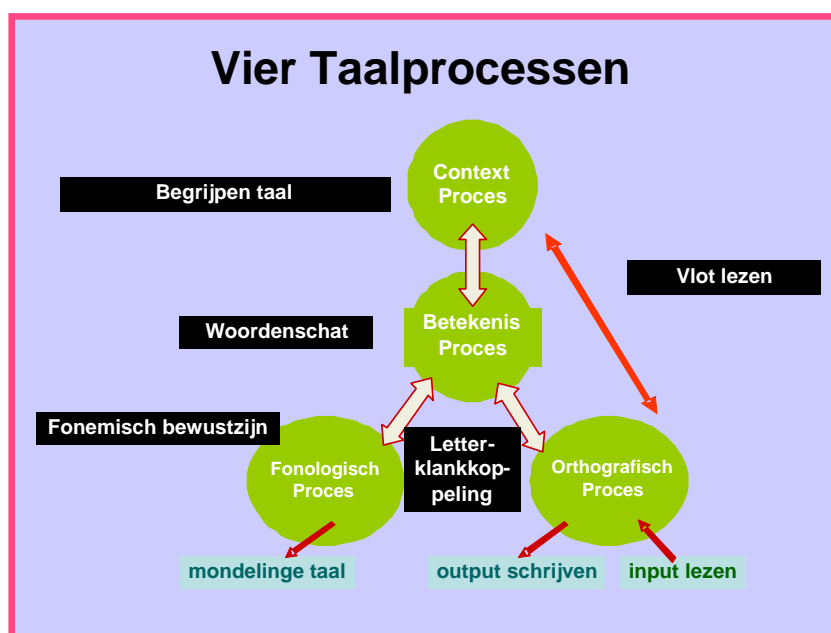 Vier Taalprocessen
Context
Proces
Begrijpen taal
Vlot lezen
Betekenis
Proces
Woordenschat
Fonemisch bewustzijn
Letter-
klankkop-
peling
Fonologisch
Proces
Orthografisch
Proces
mondelinge taal
output schrijven
input lezen